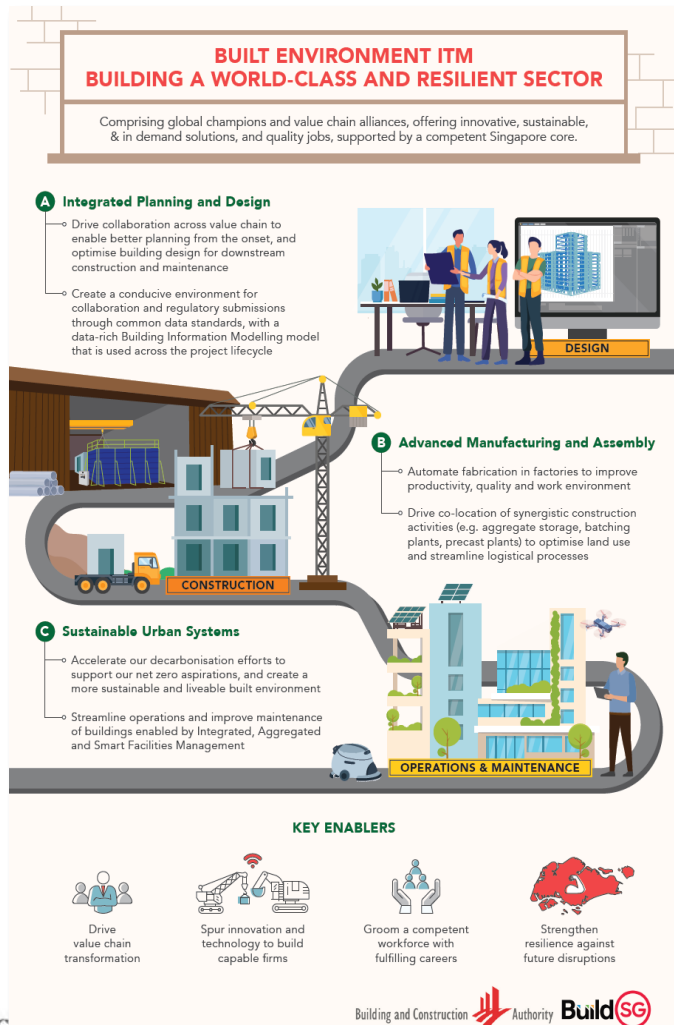 BUILT ENVIRONMENT ITM
BUILDING A WORLD-CLASS AND RESILIENT SECTOR
Comprising global champions and value chain alliances, offering innovative, sustainable,
& in demand solutions, and quality jobs, supported by a competent Singapore core.
A Integrated Planning and Design
Drive collaboration across value chain to
enable better planning from the onset, and
optimise building design for downstream
construction and maintenance
Create a conducive environment for
collaboration and regulatory submissions
through common data standards, with a
data-rich Building Information Modelling model
that is used across the project lifecycle
DESIGN
B Advanced Manufacturing and Assembly
Automate fabrication in factories to improve
productivity, quality and work environment
Drive co-location of synergistic construction
activities (e.g. aggregate storage, batching
plants, precast plants) to optimise land use
and streamline logistical processes
CONSTRUCTION
C Sustainable Urban Systems
Accelerate our decarbonisation efforts to
support our net zero aspirations, and create a
more sustainable and liveable built environment
Streamline operations and improve maintenance
of buildings enabled by Integrated, Aggregated
and Smart Facilities Management
OPERATIONS & MAINTENANCE
KEY ENABLERS
Drive
value chain
transformation
Spur innovation and
technology to build
capable firms
Groom a competent
workforce with
fulfilling careers
Strengthen
resilience against
future disruptions
Building and Construction Authority
Build SG